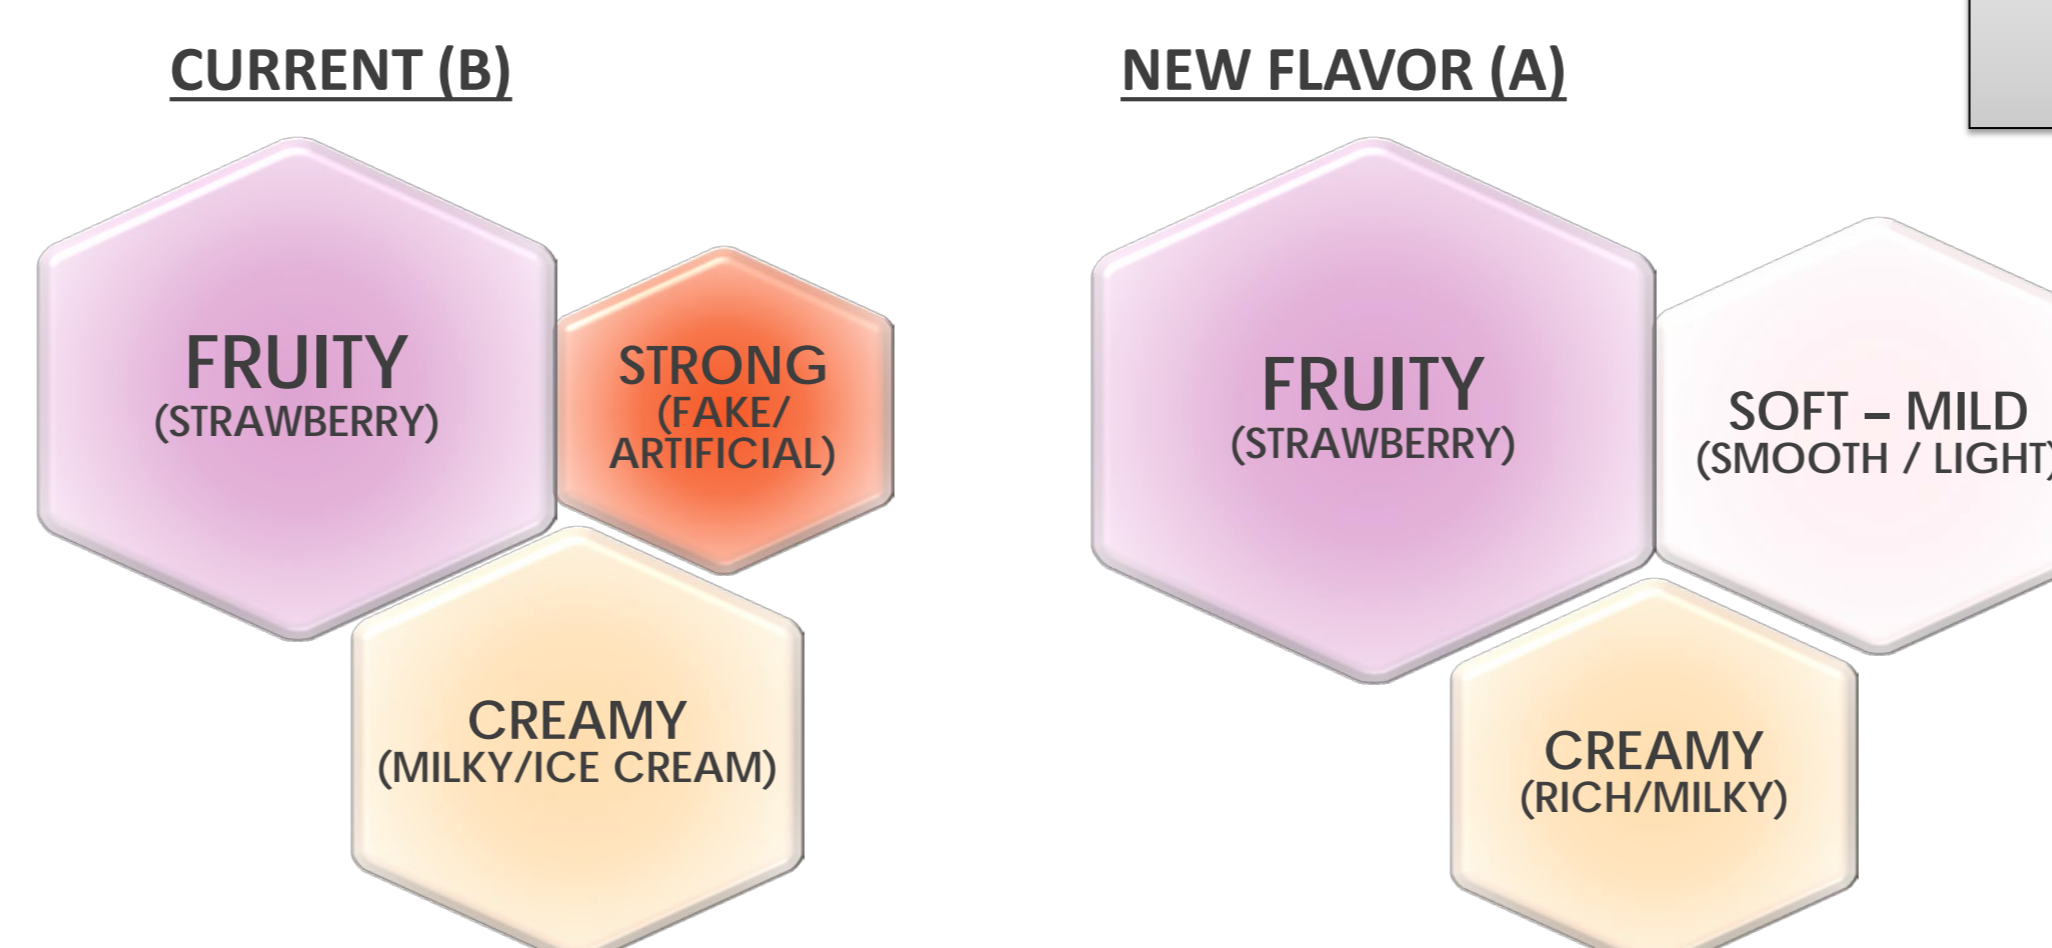 CURRENT (B)
FRUITY
(STRAWBERRY)
STRONG
(FAKE/
ARTIFICIAL)
CREAMY
(MILKY/ICE CREAM)
NEW FLAVOR (A)
FRUITY
(STRAWBERRY)
SOFT – MILD
(SMOOTH / LIGHT)
CREAMY
(RICH/MILKY)